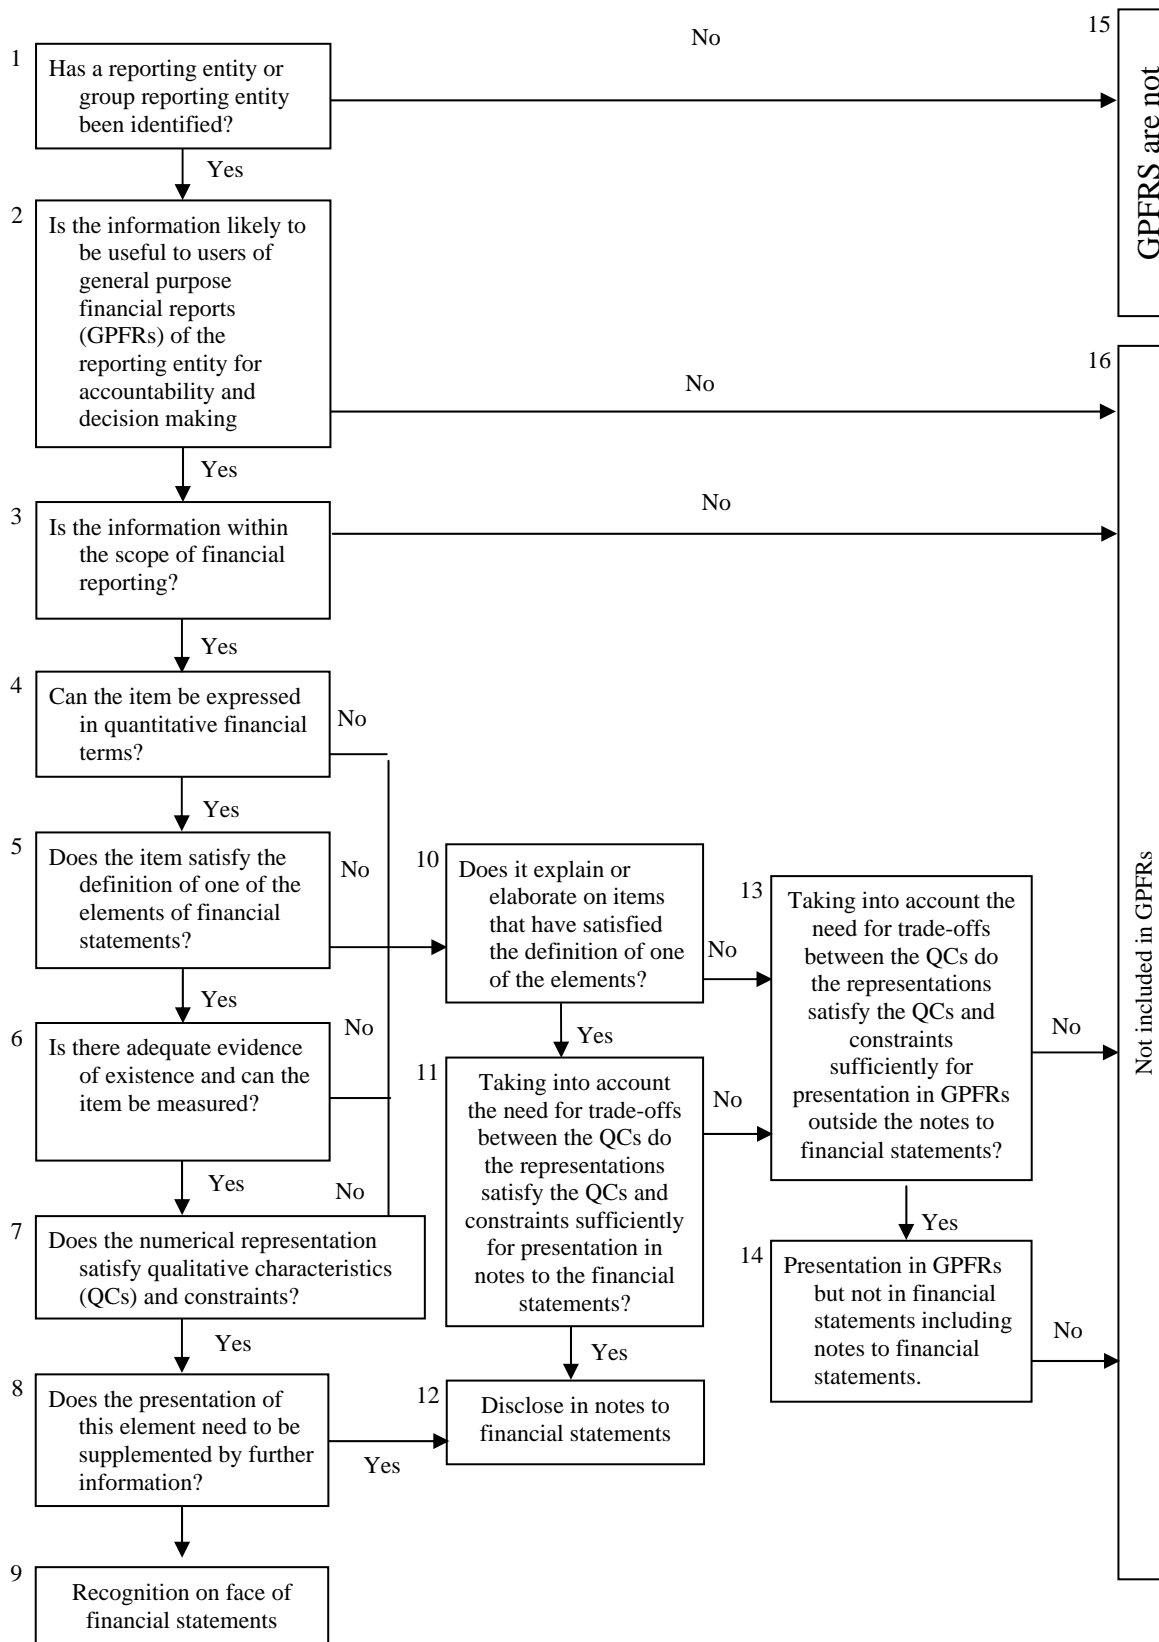 1
Has a reporting entity or
group reporting entity
been identified?
No
15
GPFRS are not
Yes
2
Is the information likely to
be useful to users of
general purpose
financial reports
(GPFRs) of the
reporting entity for
accountability and
decision making
No
16
Not included in GPFRs
Yes
3
Is the information within
the scope of financial
reporting?
No
Yes
4
Can the item be expressed
in quantitative financial
terms?
No
Yes
5
Does the item satisfy the
definition of one of the
elements of financial
statements?
No
Yes
6
Is there adequate evidence
of existence and can the
item be measured?
No
Yes
7
Does the numerical representation
satisfy qualitative characteristics
(QCs) and constraints?
No
Yes
8
Does the presentation of
this element need to be
supplemented by further
information?
Yes
9
Recognition on face of
financial statements
10
Does it explain or
elaborate on items
that have satisfied
the definition of one
of the elements?
No
Yes
11
Taking into account
the need for trade-offs
between the QCs do
the representations
satisfy the QCs and
constraints sufficiently
for presentation in
notes to the financial
statements?
No
Yes
12
Disclose in notes to
financial statements
13
Taking into account the
need for trade-offs
between the QCs do
the representations
satisfy the QCs and
constraints
sufficiently for
presentation in GPFRs
outside the notes to
financial statements?
No
Yes
14
Presentation in GPFRs
but not in financial
statements including
notes to financial
statements.
No